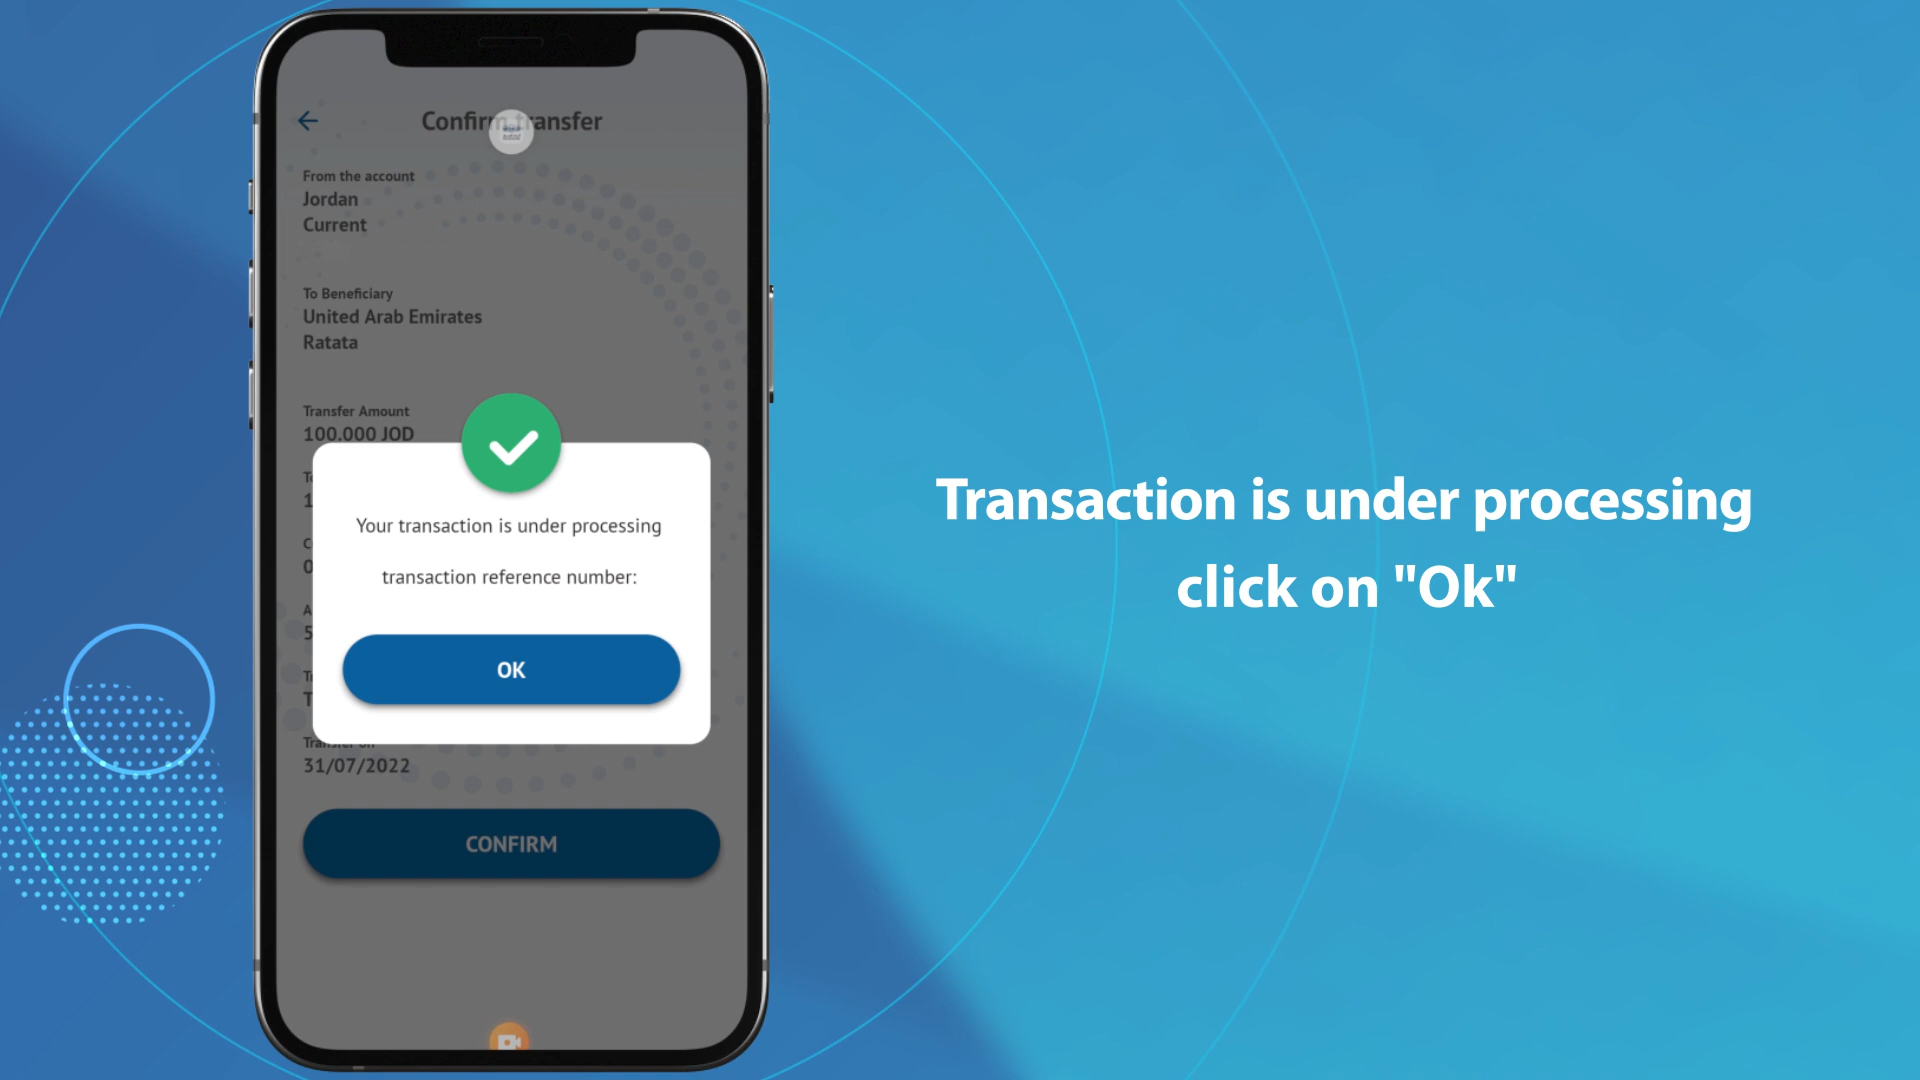 Confirm transfer
From the account
Jordan
Current
To Beneficiary
United Arab Emirates
Ratata
Transfer Amount
100.000 JOD
Your transaction is under processing
transaction reference number:
OK
31/07/2022
CONFIRM
Transaction is under processing
click on "Ok"